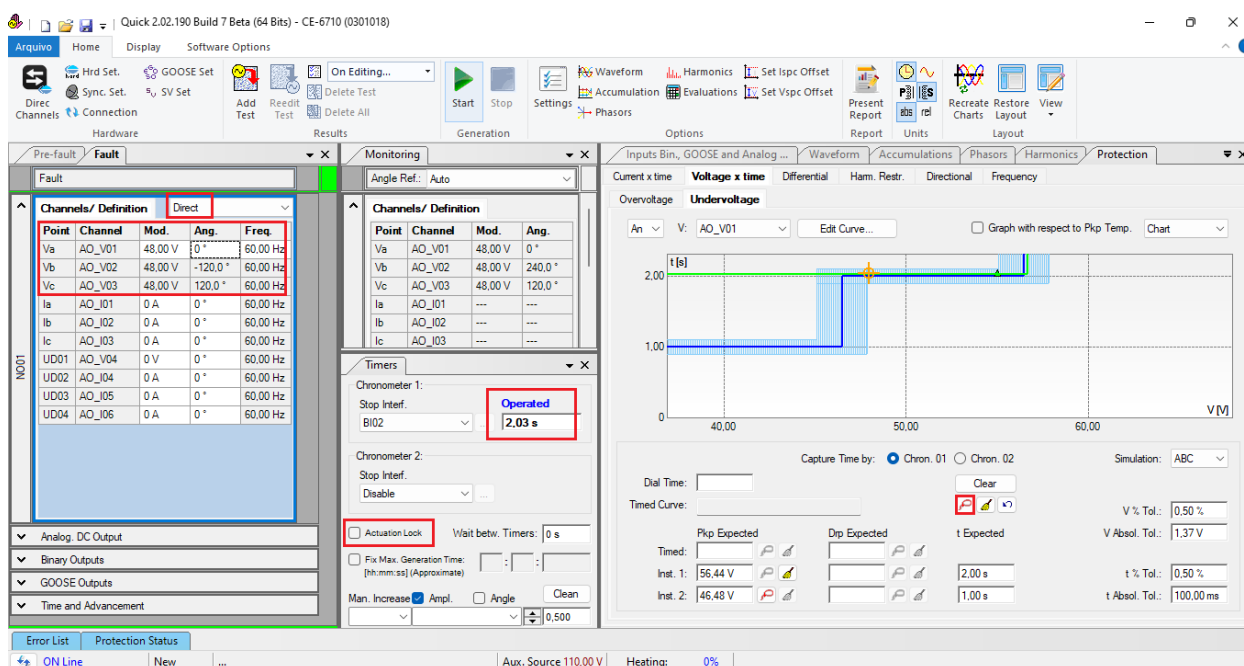 Quick 2.02.190 Build 7 Beta (64 Bits) - CE-6710 (0301018)
Arquivo Home Display Software Options
Direc Channels
Hrd Set.
Sync. Set.
Connection
GOOSE Set
SV Set
Hardware
Add Test
Reedit Test
On Editing...
Delete Test
Delete All
Results
Start Stop
Generation
Settings
Waveform
Accumulation
Phasors
Harmonics
Evaluations
Set Ispc Offset
Set Vspc Offset
Options
Present Report
Report
abs rel
Units
Recreate Charts
Restore Layout
View
Layout
Pre-fault Fault
Fault
Channels/ Definition Direct
Point Channel Mod. Ang. Freq.
Va AO_V01 48,00 V 0 ° 60,00 Hz
Vb AO_V02 48,00 V -120,0 ° 60,00 Hz
Vc AO_V03 48,00 V 120,0 ° 60,00 Hz
Ia AO_I01 0 A 0 ° 60,00 Hz
Ib AO_I02 0 A 0 ° 60,00 Hz
Ic AO_I03 0 A 0 ° 60,00 Hz
UD01 AO_V04 0 V 0 ° 60,00 Hz
UD02 AO_I04 0 A 0 ° 60,00 Hz
UD03 AO_I05 0 A 0 ° 60,00 Hz
UD04 AO_I06 0 A 0 ° 60,00 Hz
NO01
Analog. DC Output
Binary Outputs
GOOSE Outputs
Time and Advancement
Monitoring
Angle Ref.: Auto
Channels/ Definition
Point Channel Mod. Ang.
Va AO_V01 48,00 V 0 °
Vb AO_V02 48,00 V 240,0 °
Vc AO_V03 48,00 V 120,0 °
Ia AO_I01 --- ---
Ib AO_I02 --- ---
Ic AO_I03 --- ---
Timers
Chronometer 1:
Stop Interf. Operated
BI02 ... 2,03 s
Chronometer 2:
Stop Interf.
Disable ...
Actuation Lock Wait betw. Timers: 0 s
Fix Max. Generation Time: : :
[hh:mm:ss] (Approximate)
Man. Increase Ampl. Angle Clean
0,500
Inputs Bin., GOOSE and Analog ... Waveform Accumulations Phasors Harmonics Protection
Current x time Voltage x time Differential Harm. Restr. Directional Frequency
Overvoltage Undervoltage
An V: AO_V01 Edit Curve... Graph with respect to Pkp Temp. Chart
t [s]
2,00
1,00
0
40,00 50,00 60,00
V [V]
Capture Time by: Chron. 01 Chron. 02 Simulation: ABC
Dial Time: Clear
Timed Curve:
V % Tol.: 0,50 %
Pkp Expected Drp Expected t Expected V Absol. Tol.: 1,37 V
Timed:
Inst. 1: 56,44 V 2,00 s t % Tol.: 0,50 %
Inst. 2: 46,48 V 1,00 s t Absol. Tol.: 100,00 ms
Error List Protection Status
ON Line New ... Aux. Source 110.00 V Heating: 0%